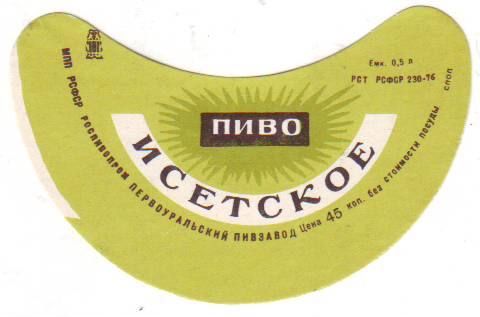 Емк. 0,5 л
РСТ РСФСР 230-76
ПИВО
ИСЕТСКОЕ
МПП РСФСР РОСПИВОПРОМ ПЕРВОУРАЛЬСКИЙ ПИВЗАВОД Цена 45 коп. без стоимости посуды СПОП